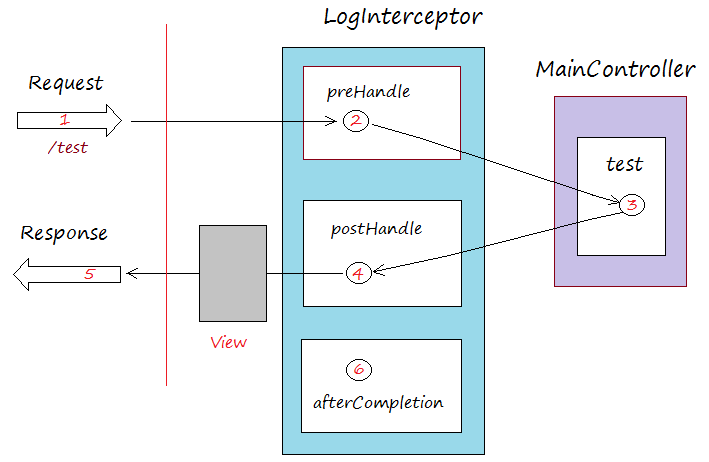 LogInterceptor
Request
1
/test
preHandle
2
MainController
test
3
Response
5
View
postHandle
4
6
afterCompletion